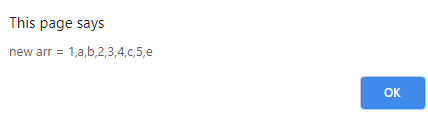 This page says
new arr = 1,a,b,2,3,4,c,5,e
OK